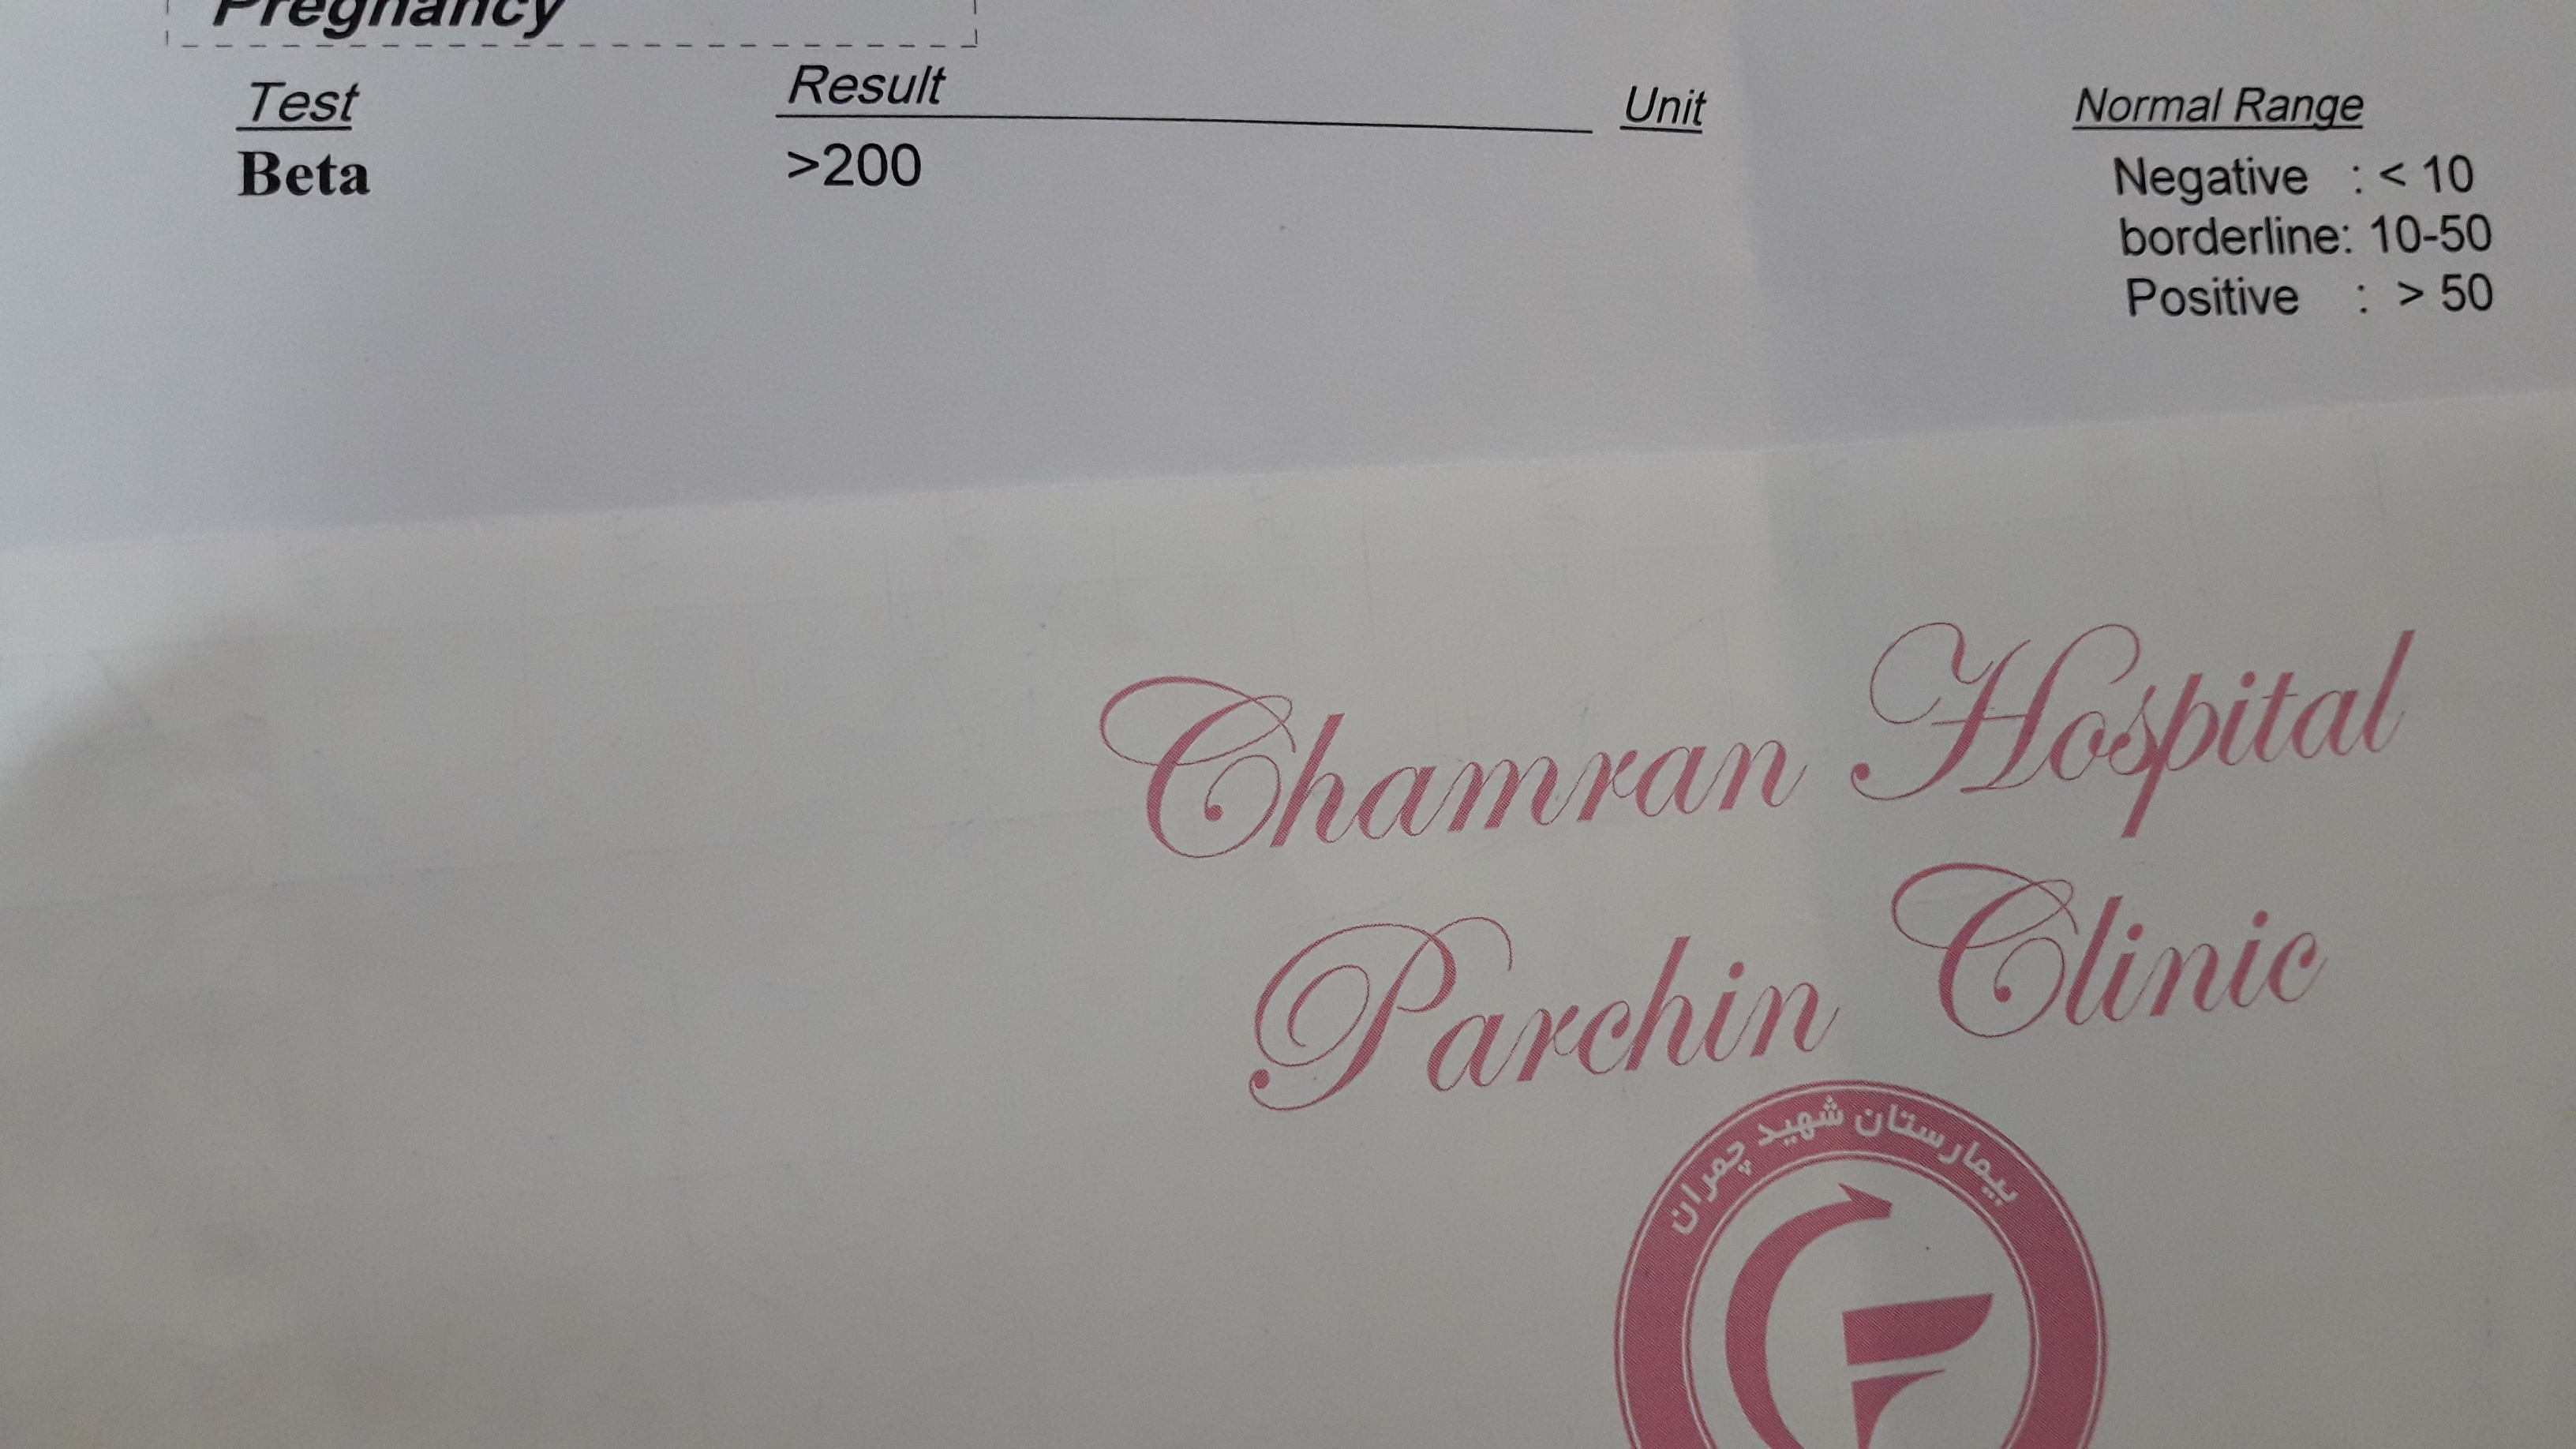 Pregnancy
Test Result Unit Normal Range
Beta >200 Negative : < 10
borderline: 10-50
Positive : > 50
Chamran Hospital
Parchin Clinic
بیمارستان شهید چمران